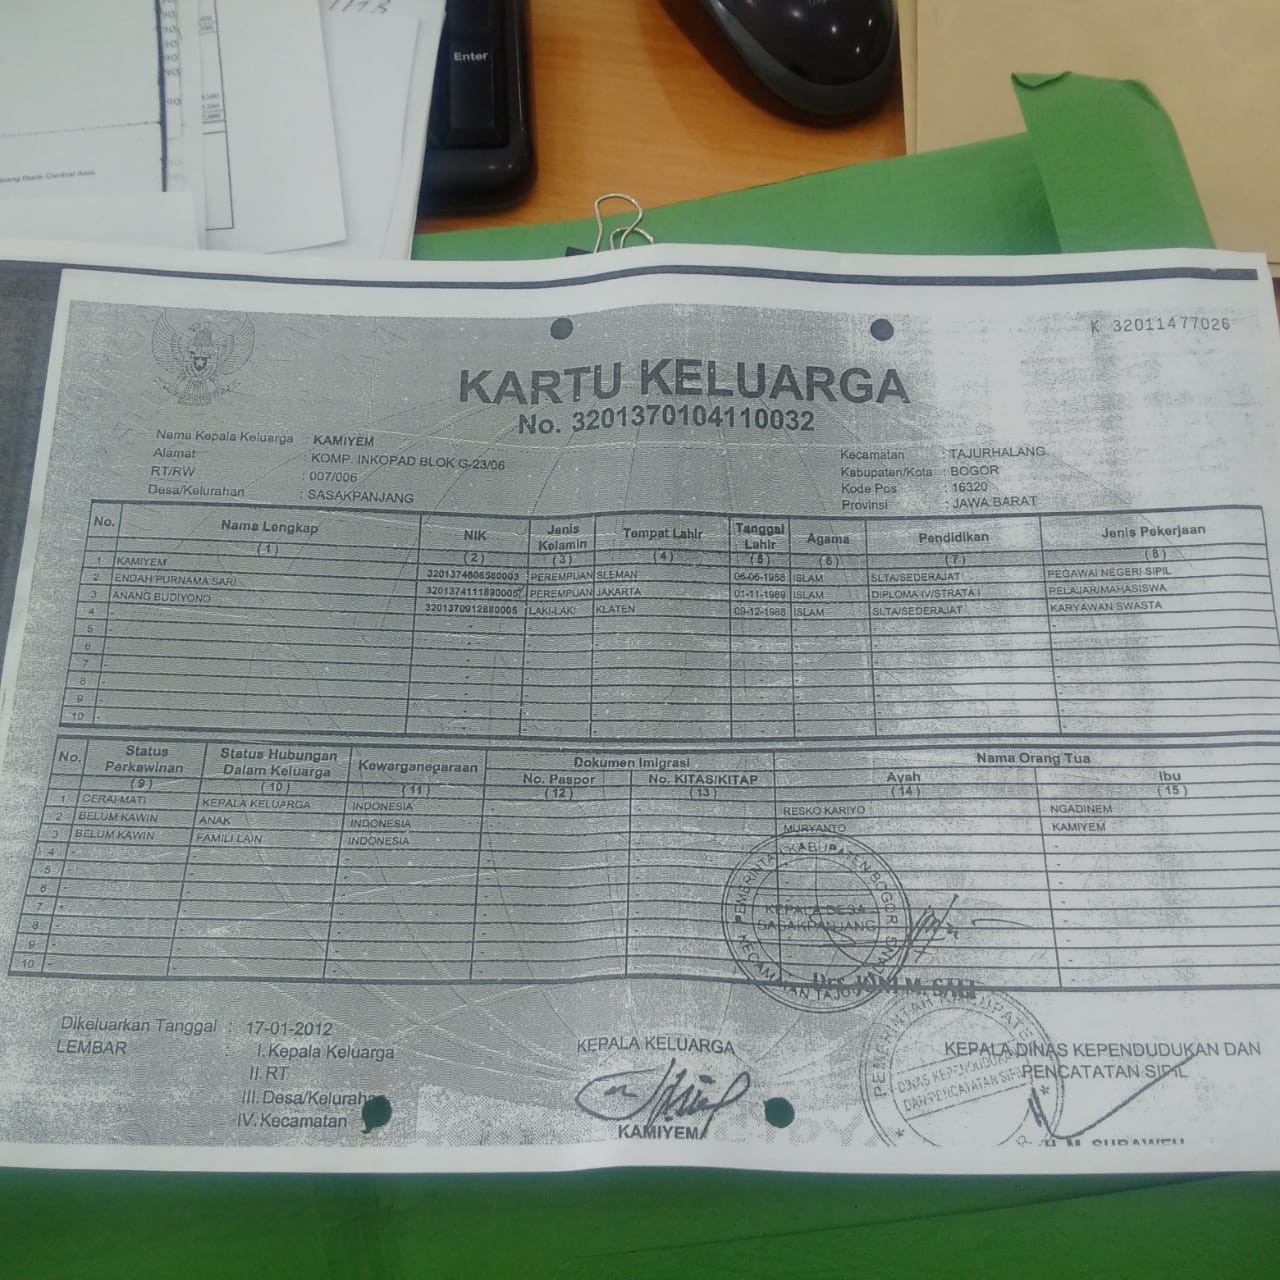 Enter
bang Bank Central Asia
K 32011477026
KARTU KELUARGA
No. 3201370104110032
Nama Kepala Keluarga : KAMIYEM
Alamat : KOMP. INKOPAD BLOK G-23/06
RT/RW : 007/006
Desa/Kelurahan : SASAKPANJANG
Kecamatan : TAJURHALANG
Kabupaten/Kota : BOGOR
Kode Pos : 16320
Provinsi : JAWA BARAT
No. Nama Lengkap NIK Jenis Kelamin Tempat Lahir Tanggal Lahir Agama Pendidikan Jenis Pekerjaan
(1) (2) (3) (4) (5) (6) (7) (8)
1 KAMIYEM 3201374606580003 PEREMPUAN SLEMAN 06-06-1958 ISLAM SLTA/SEDERAJAT PEGAWAI NEGERI SIPIL
2 ENDAH PURNAMA SARI 3201374111890005 PEREMPUAN JAKARTA 01-11-1989 ISLAM DIPLOMA IV/STRATA I PELAJAR/MAHASISWA
3 ANANG BUDIYONO 3201370912880005 LAKI-LAKI KLATEN 09-12-1988 ISLAM SLTA/SEDERAJAT KARYAWAN SWASTA
4 - - - - - - - -
5 - - - - - - - -
6 - - - - - - - -
7 - - - - - - - -
8 - - - - - - - -
9 - - - - - - - -
10 - - - - - - - -
No. Status Perkawinan Status Hubungan Dalam Keluarga Kewarganegaraan Dokumen Imigrasi Nama Orang Tua
No. Paspor No. KITAS/KITAP Ayah Ibu
(9) (10) (11) (12) (13) (14) (15)
1 CERAI MATI KEPALA KELUARGA INDONESIA - - RESKO KARIYO NGADINEM
2 BELUM KAWIN ANAK INDONESIA - - MURYANTO KAMIYEM
3 BELUM KAWIN FAMILI LAIN INDONESIA - -
4 - - - - - - -
5 - - - - - - -
6 - - - - - - -
7 - - - - - - -
8 - - - - - - -
9 - - - - - - -
10 - - - - - - -
PEMERINTAH KABUPATEN BOGOR
KEPALA DESA
SASAKPANJANG
Dikeluarkan Tanggal : 17-01-2012
LEMBAR : I. Kepala Keluarga
II. RT
III. Desa/Kelurahan
IV. Kecamatan
KEPALA KELUARGA
KAMIYEM
KEPALA DINAS KEPENDUDUKAN DAN
PENCATATAN SIPIL
DINAS KEPENDUDUKAN
DAN PENCATATAN SIPIL